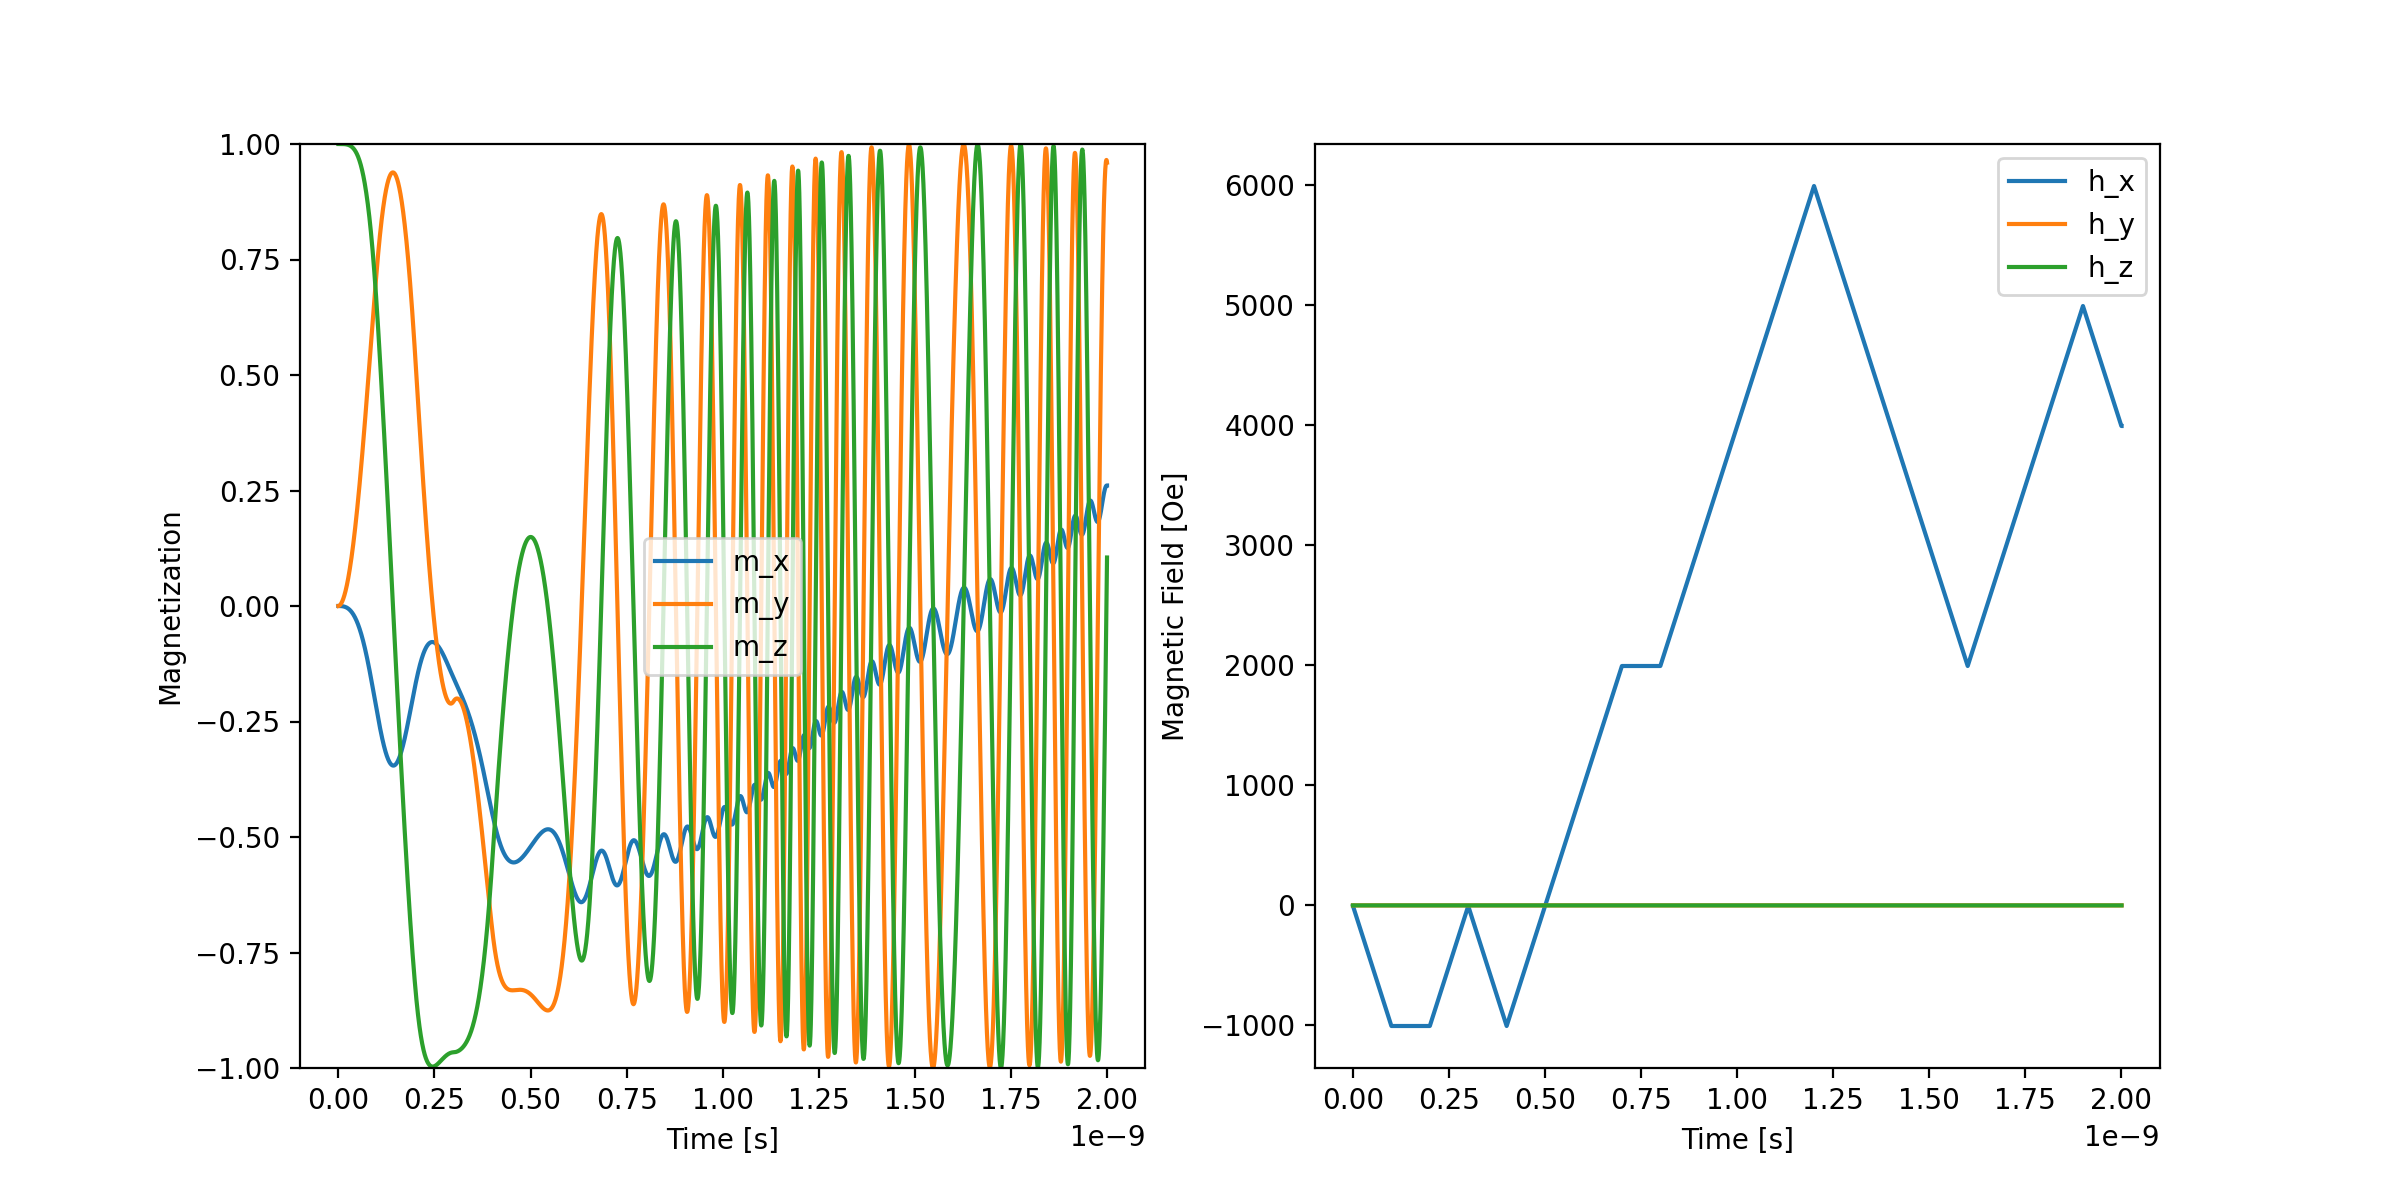 1.00
0.75
0.50
0.25
0.00
−0.25
−0.50
−0.75
−1.00
Magnetization
m_x
m_y
m_z
0.00 0.25 0.50 0.75 1.00 1.25 1.50 1.75 2.00
Time [s]
1e−9
6000
5000
4000
3000
2000
1000
0
−1000
Magnetic Field [Oe]
h_x
h_y
h_z
0.00 0.25 0.50 0.75 1.00 1.25 1.50 1.75 2.00
Time [s]
1e−9